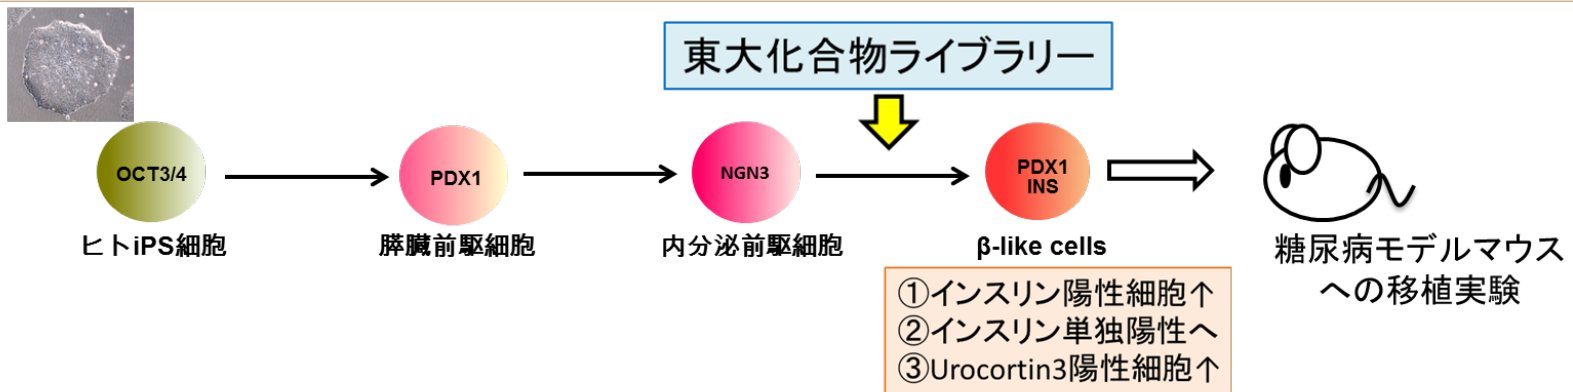 東大化合物ライブラリー
OCT3/4
PDX1
NGN3
PDX1
INS
ヒトiPS細胞
膵臓前駆細胞
内分泌前駆細胞
β-like cells
①インスリン陽性細胞↑
②インスリン単独陽性へ
③Urocortin3陽性細胞↑
糖尿病モデルマウス
への移植実験